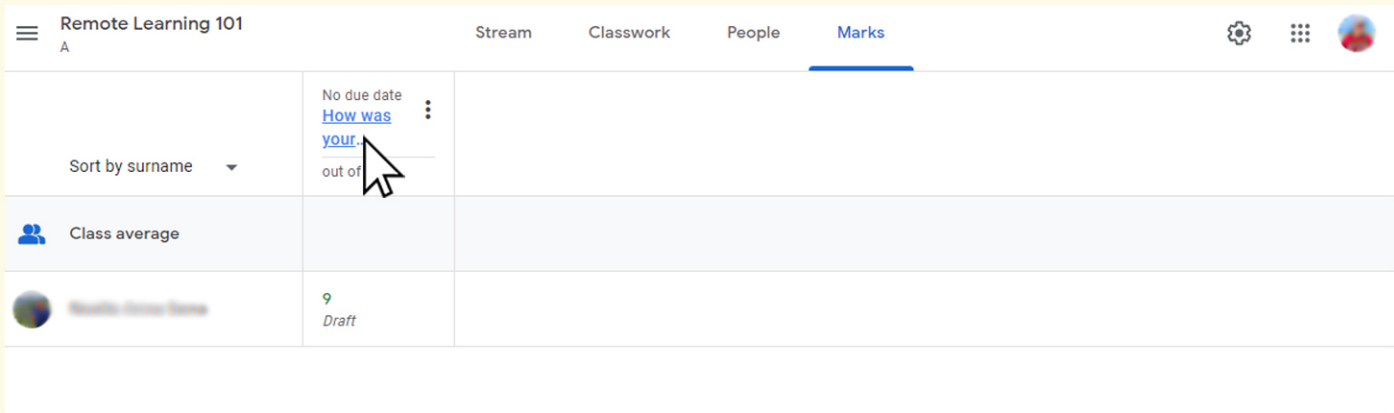 Remote Learning 101
A
Stream
Classwork
People
Marks
No due date
How was
your...
out of
Sort by surname
Class average
9
Draft